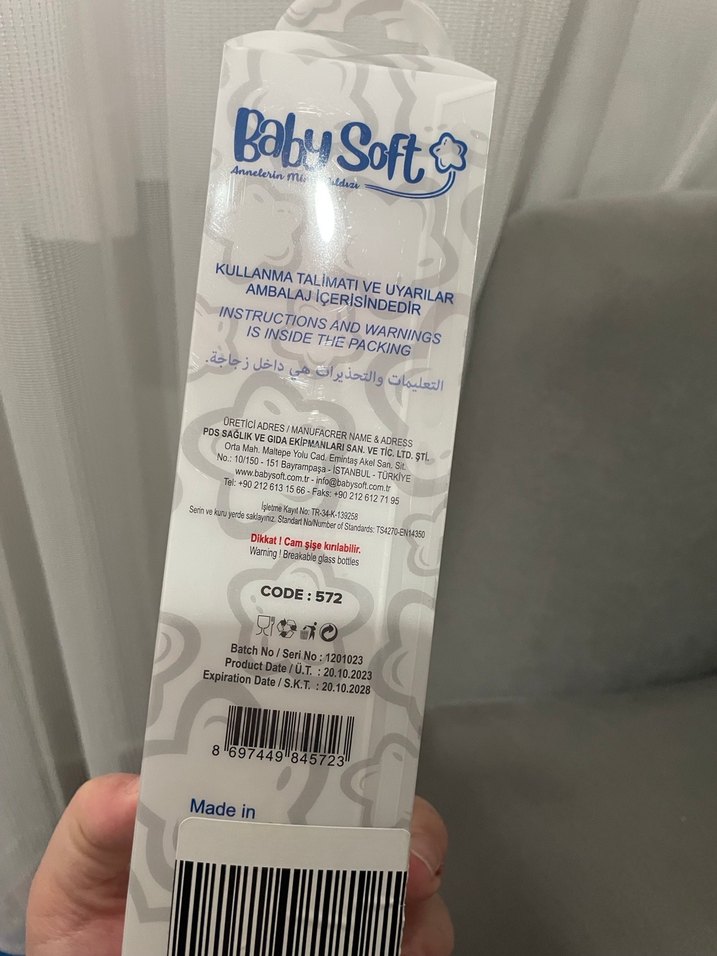 Baby Soft
Annelerin
KULLANMA TALİMATI VE UYARILAR
AMBALAJ İÇERİSİNDEDİR
INSTRUCTIONS AND WARNINGS
IS INSIDE THE PACKING
التعليمات والتحذيرات هي داخل زجاجة.
ÜRETİCİ ADRES / MANUFACRER NAME & ADRESS
PDS SAĞLIK VE GIDA EKİPMANLARI SAN. VE TİC. LTD. ŞTİ.
Orta Mah. Maltepe Yolu Cad. Emintaş Akel San. Sit.
No.: 10/150 - 151 Bayrampaşa - İSTANBUL - TÜRKİYE
www.babysoft.com.tr - info@babysoft.com.tr
Tel: +90 212 613 15 66 - Faks: +90 212 612 71 95
İşletme Kayıt No: TR-34-K-139258
Serin ve kuru yerde saklayınız. Standart No/Number of Standards: TS4270-EN14350
Dikkat ! Cam şişe kırılabilir.
Warning ! Breakable glass bottles
CODE : 572
Batch No / Seri No : 1201023
Product Date / Ü.T. : 20.10.2023
Expiration Date / S.K.T. : 20.10.2028
8 697449 845723
Made in